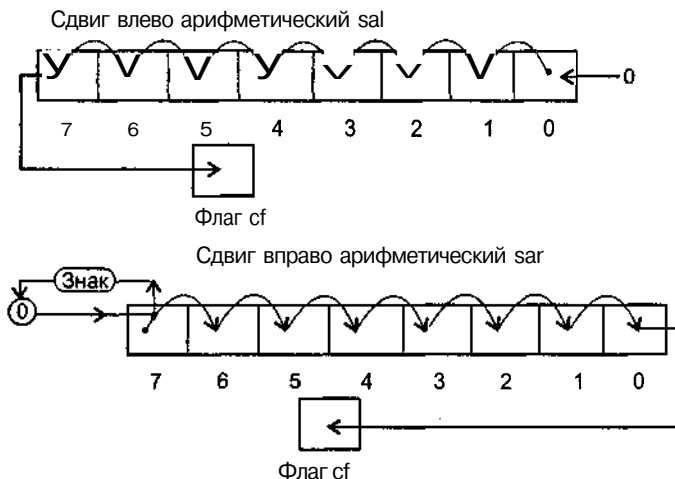 Сдвиг влево арифметический sal
0
7 6 5 4 3 2 1 0
Флаг cf
Сдвиг вправо арифметический sar
Знак
0
7 6 5 4 3 2 1 0
Флаг cf